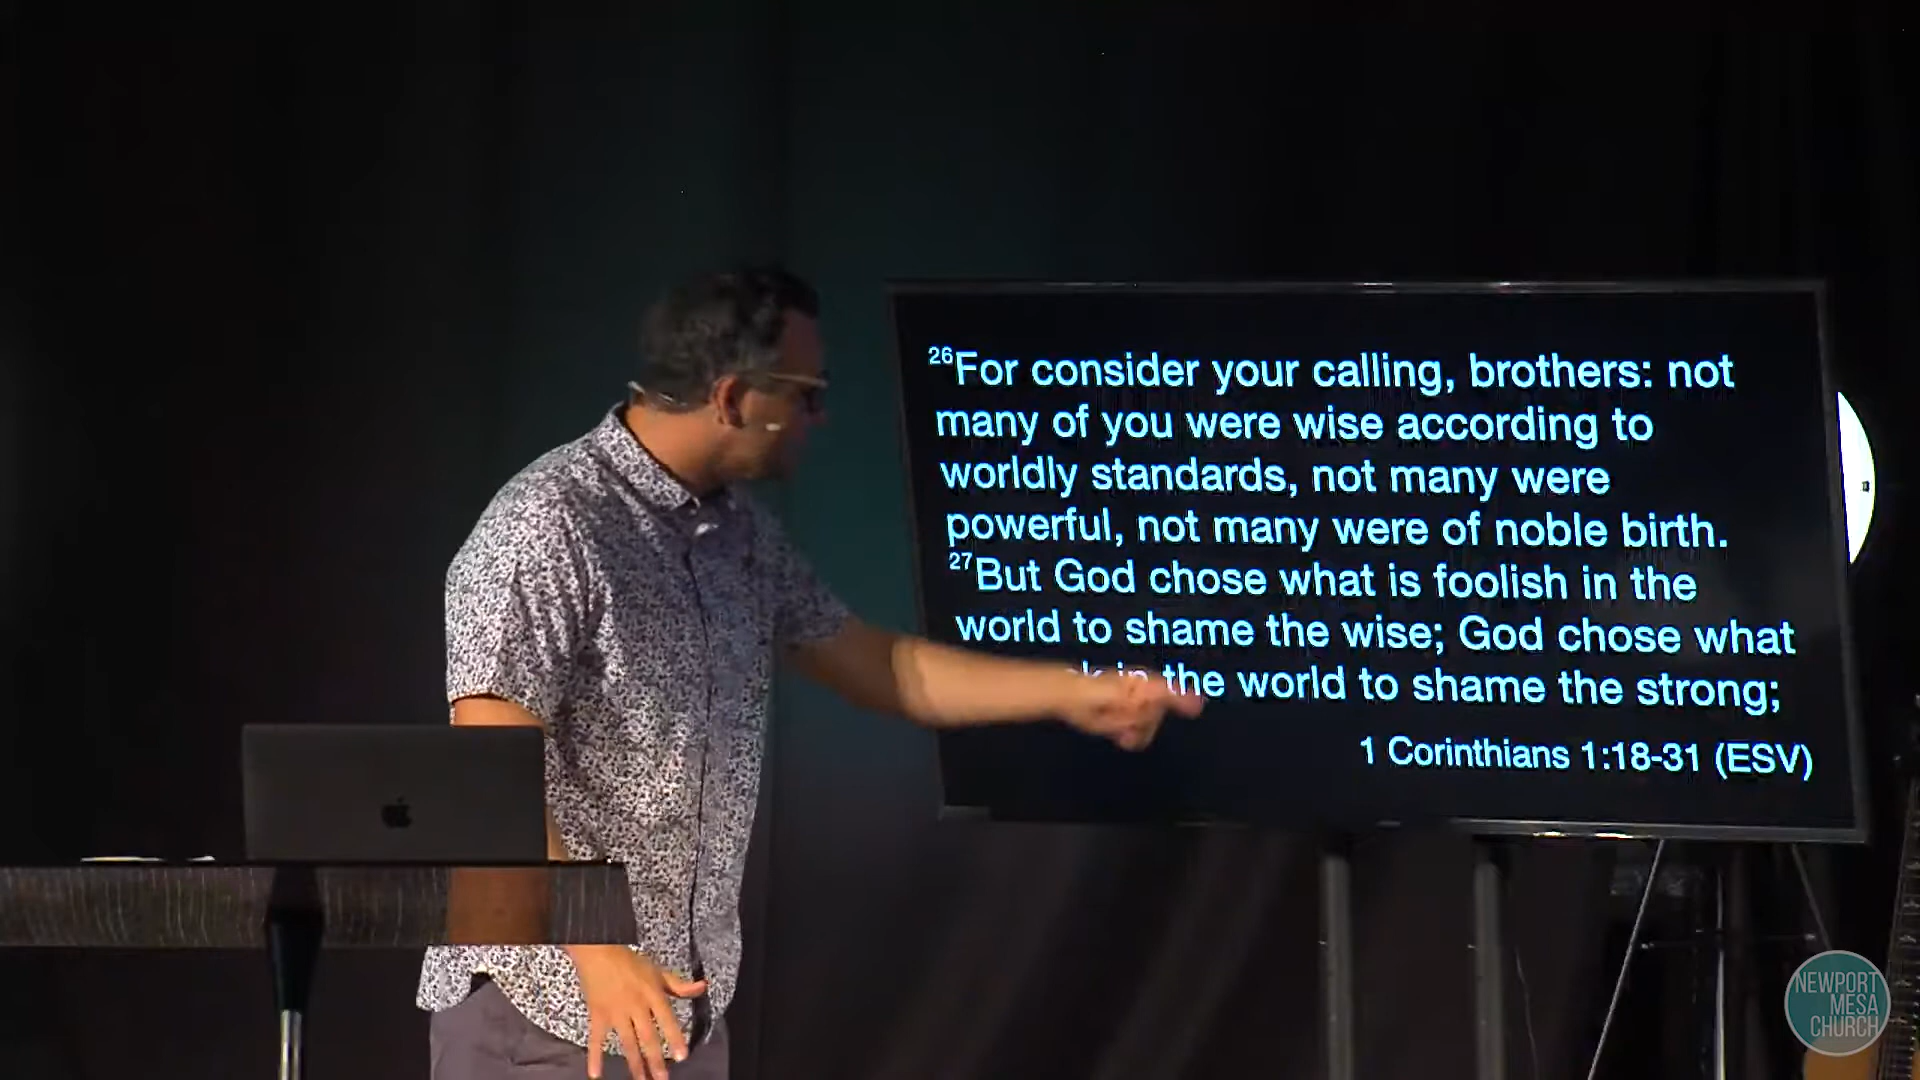 26For consider your calling, brothers: not
many of you were wise according to
worldly standards, not many were
powerful, not many were of noble birth.
27But God chose what is foolish in the
world to shame the wise; God chose what
in the world to shame the strong;
1 Corinthians 1:18-31 (ESV)
NEWPORT
MESA
CHURCH